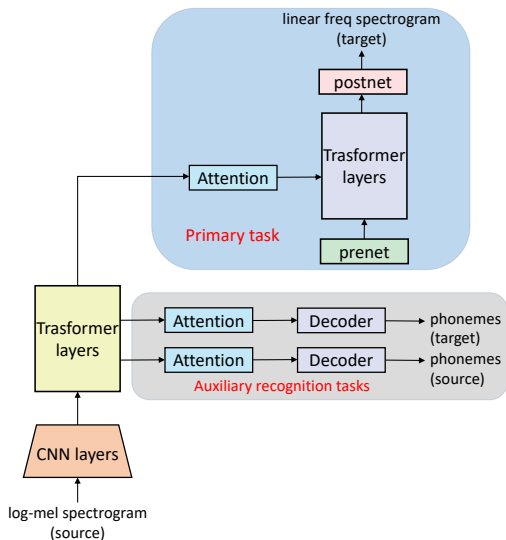 linear freq spectrogram
(target)
postnet
Trasformer
layers
Attention
Primary task
prenet
Trasformer
layers
Attention
Decoder
phonemes
(target)
Attention
Decoder
phonemes
(source)
Auxiliary recognition tasks
CNN layers
log-mel spectrogram
(source)